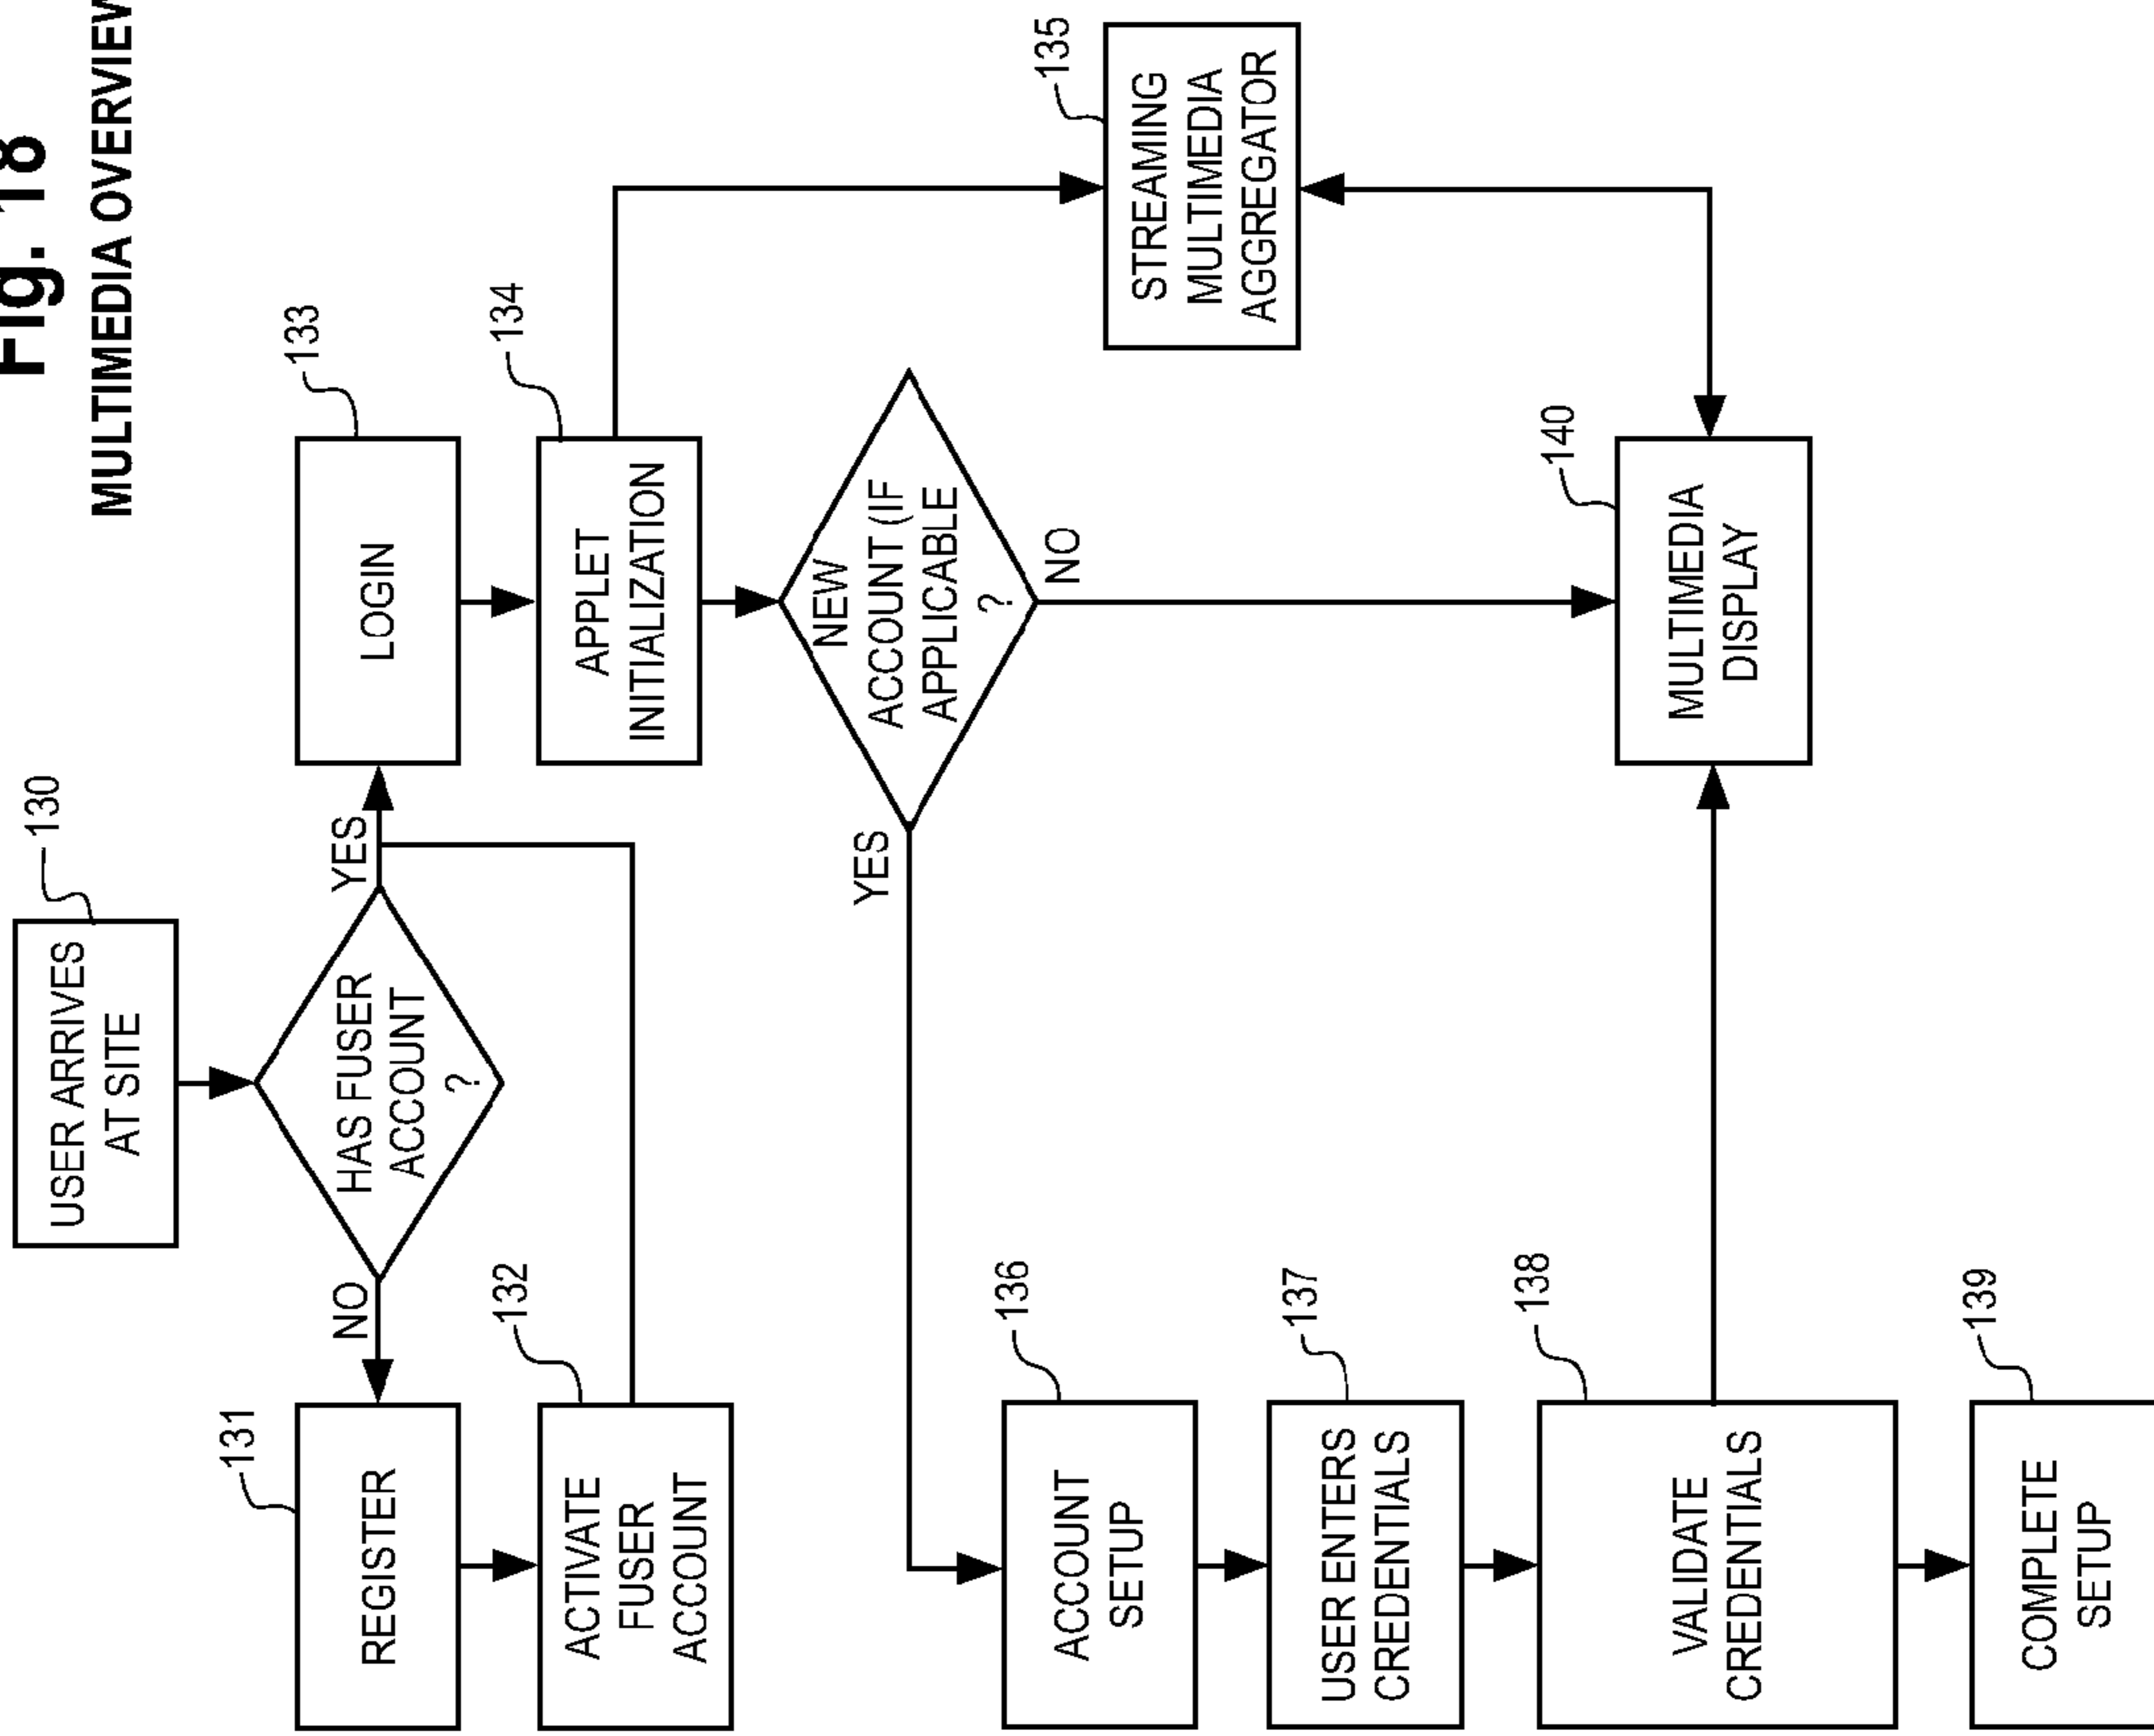 Fig. 18
MULTIMEDIA OVERVIEW
130
USER ARRIVES
AT SITE
HAS FUSER
ACCOUNT
?
NO
YES
131
REGISTER
132
ACTIVATE
FUSER
ACCOUNT
133
LOGIN
134
APPLET
INITIALIZATION
NEW
ACCOUNT (IF
APPLICABLE
?
YES
NO
135
STREAMING
MULTIMEDIA
AGGREGATOR
136
ACCOUNT
SETUP
137
USER ENTERS
CREDENTIALS
138
VALIDATE
CREDENTIALS
139
COMPLETE
SETUP
140
MULTIMEDIA
DISPLAY